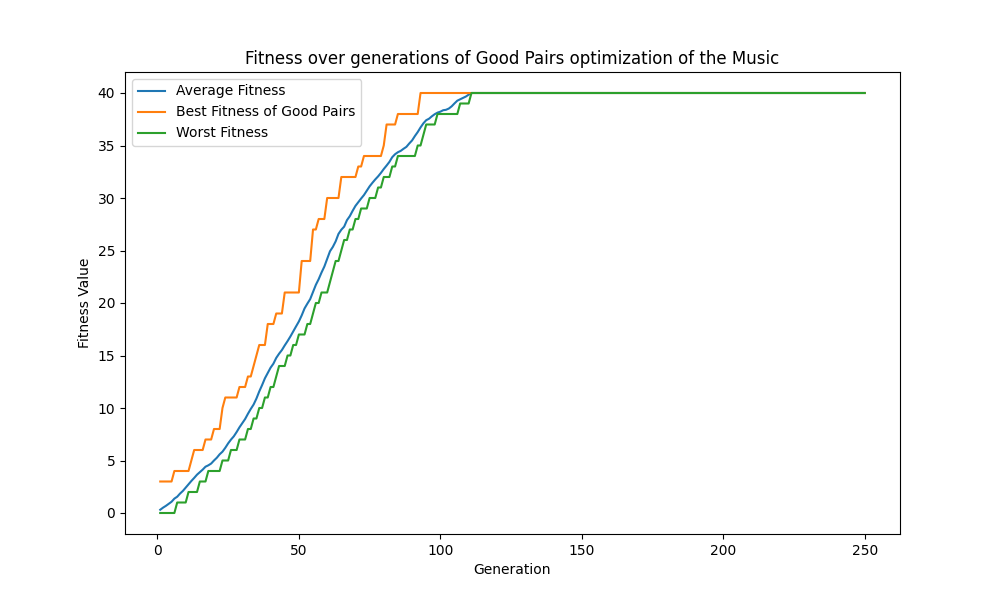 Fitness over generations of Good Pairs optimization of the Music
Average Fitness
Best Fitness of Good Pairs
Worst Fitness
Fitness Value
40
35
30
25
20
15
10
5
0
0 50 100 150 200 250
Generation